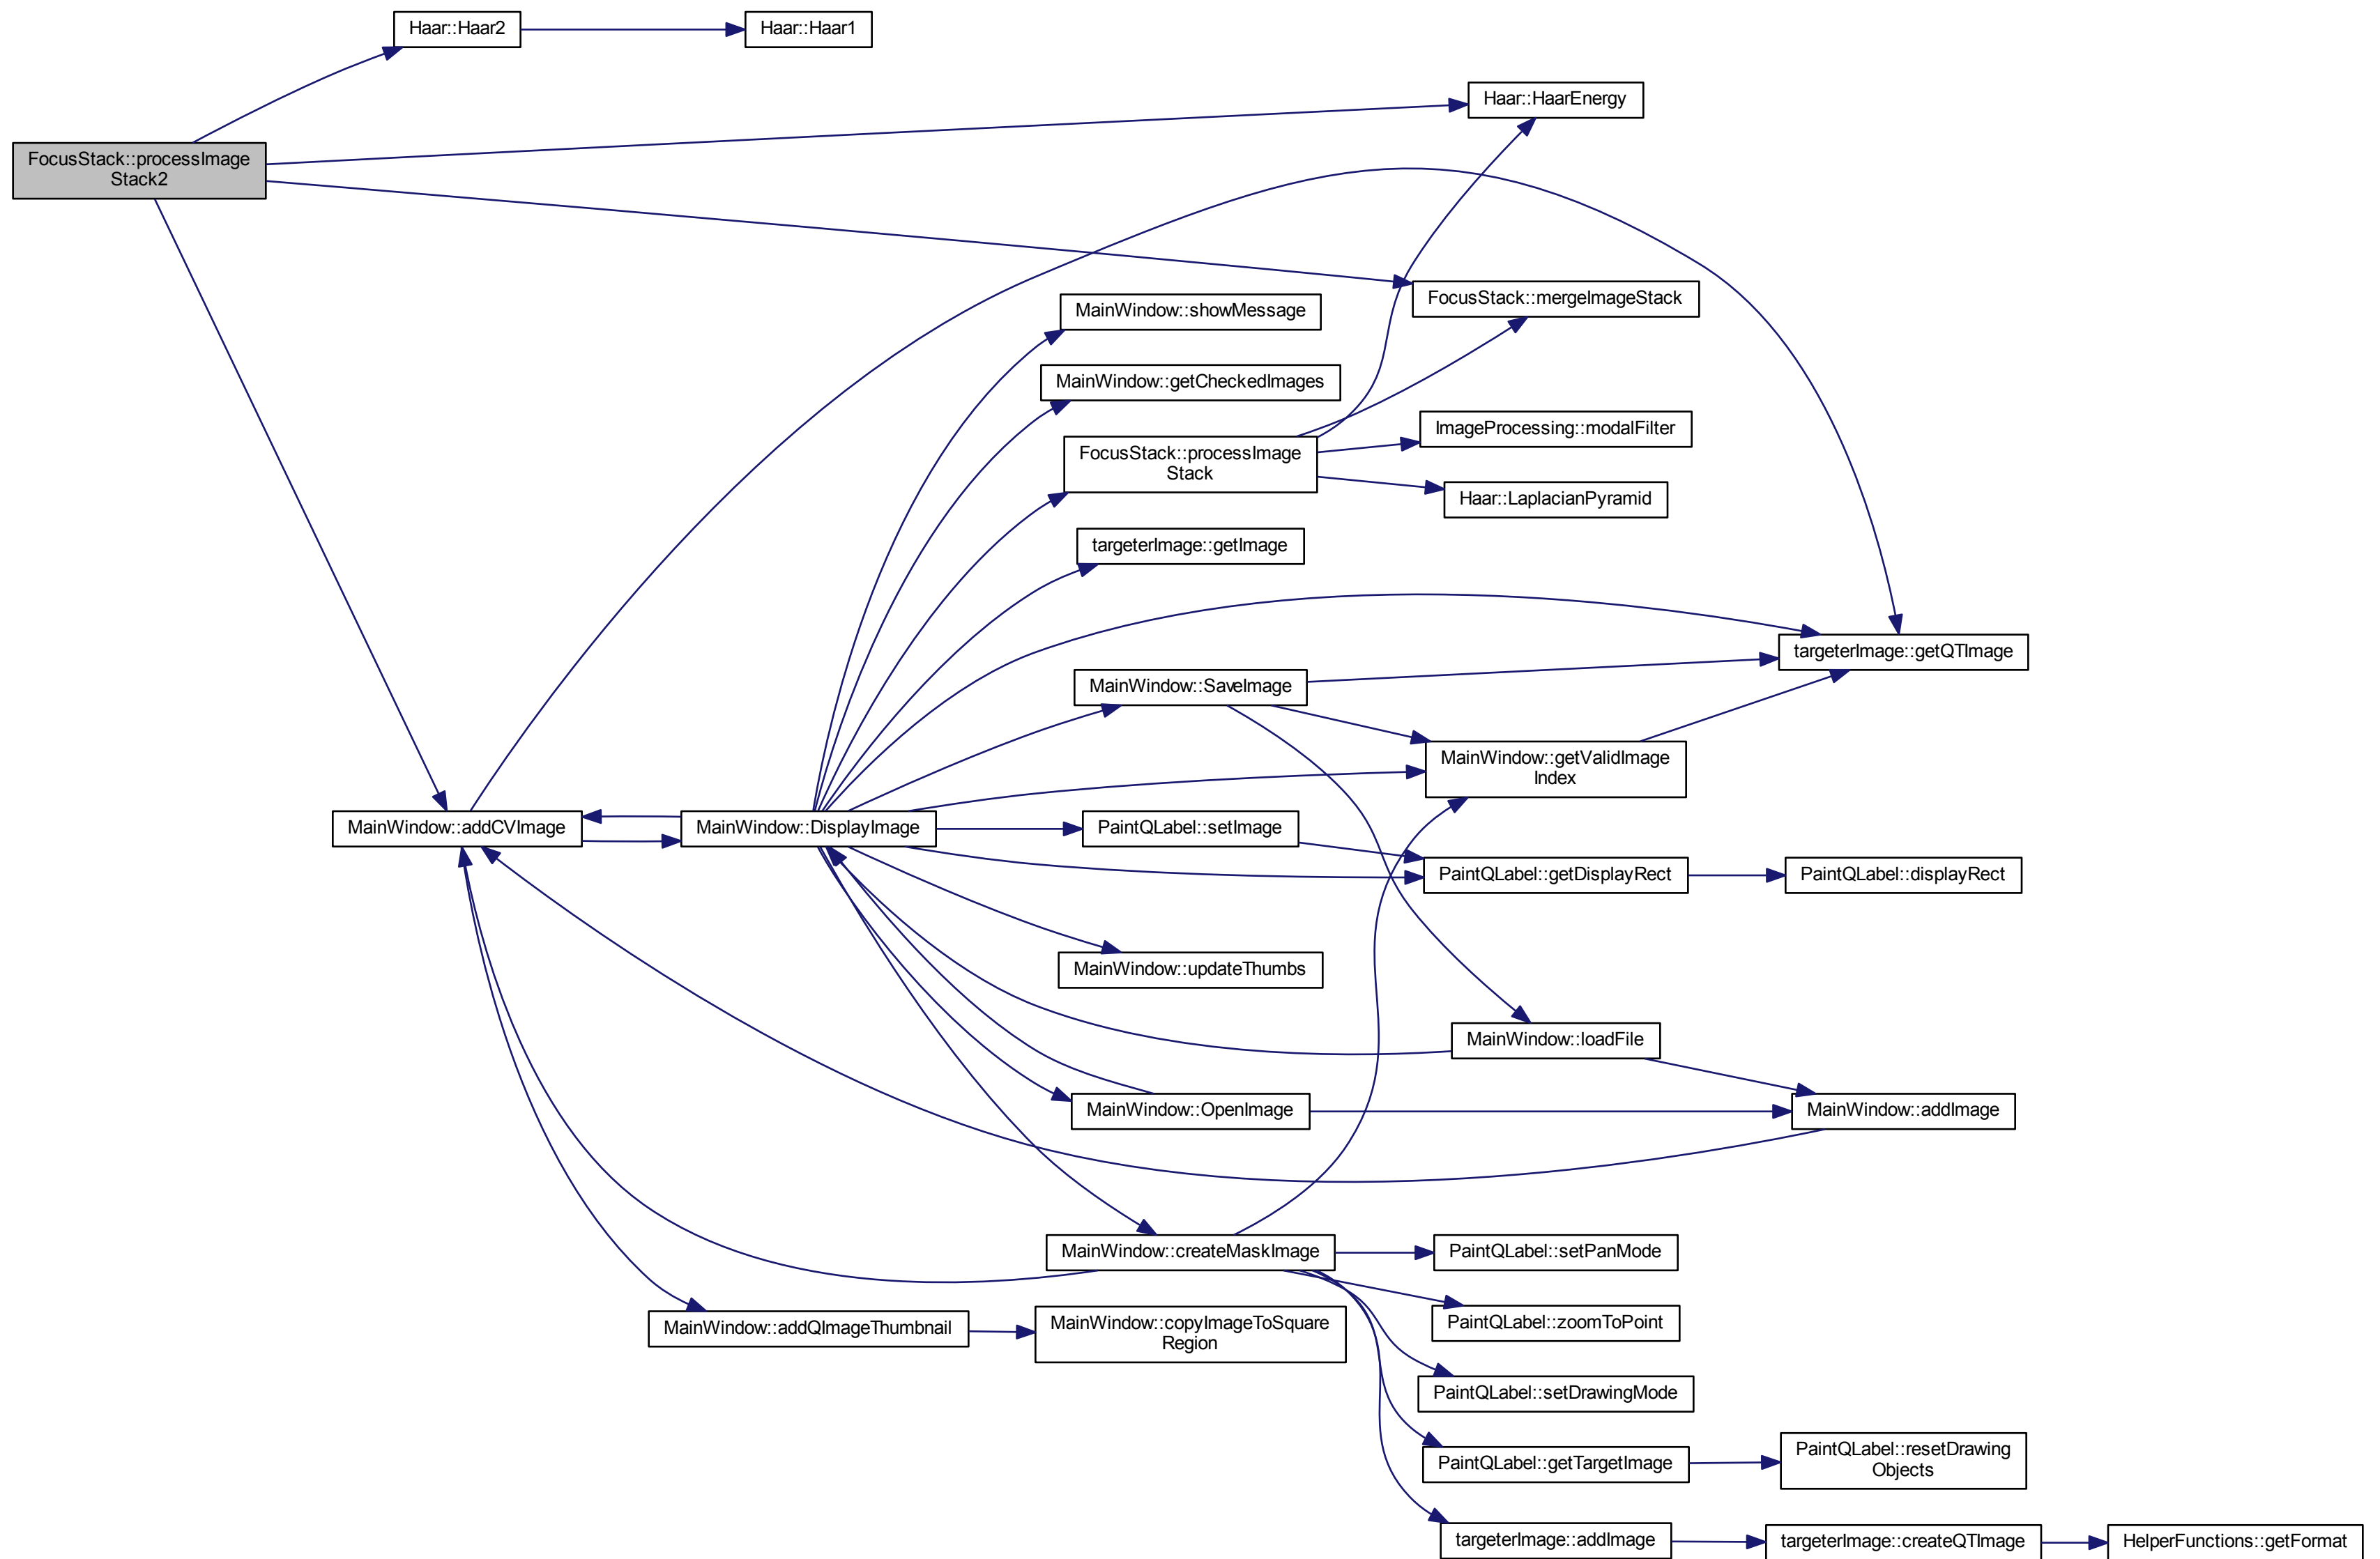 Haar::Haar2
Haar::Haar1
Haar::HaarEnergy
FocusStack::processImage
Stack2
FocusStack::mergeImageStack
MainWindow::showMessage
MainWindow::getCheckedImages
ImageProcessing::modalFilter
FocusStack::processImage
Stack
Haar::LaplacianPyramid
targeterImage::getImage
targeterImage::getQTImage
MainWindow::SaveImage
MainWindow::getValidImage
Index
MainWindow::addCVImage
MainWindow::DisplayImage
PaintQLabel::setImage
PaintQLabel::getDisplayRect
PaintQLabel::displayRect
MainWindow::updateThumbs
MainWindow::loadFile
MainWindow::OpenImage
MainWindow::addImage
MainWindow::createMaskImage
PaintQLabel::setPanMode
MainWindow::addQImageThumbnail
MainWindow::copyImageToSquare
Region
PaintQLabel::zoomToPoint
PaintQLabel::setDrawingMode
PaintQLabel::getTargetImage
PaintQLabel::resetDrawing
Objects
targeterImage::addImage
targeterImage::createQTImage
HelperFunctions::getFormat